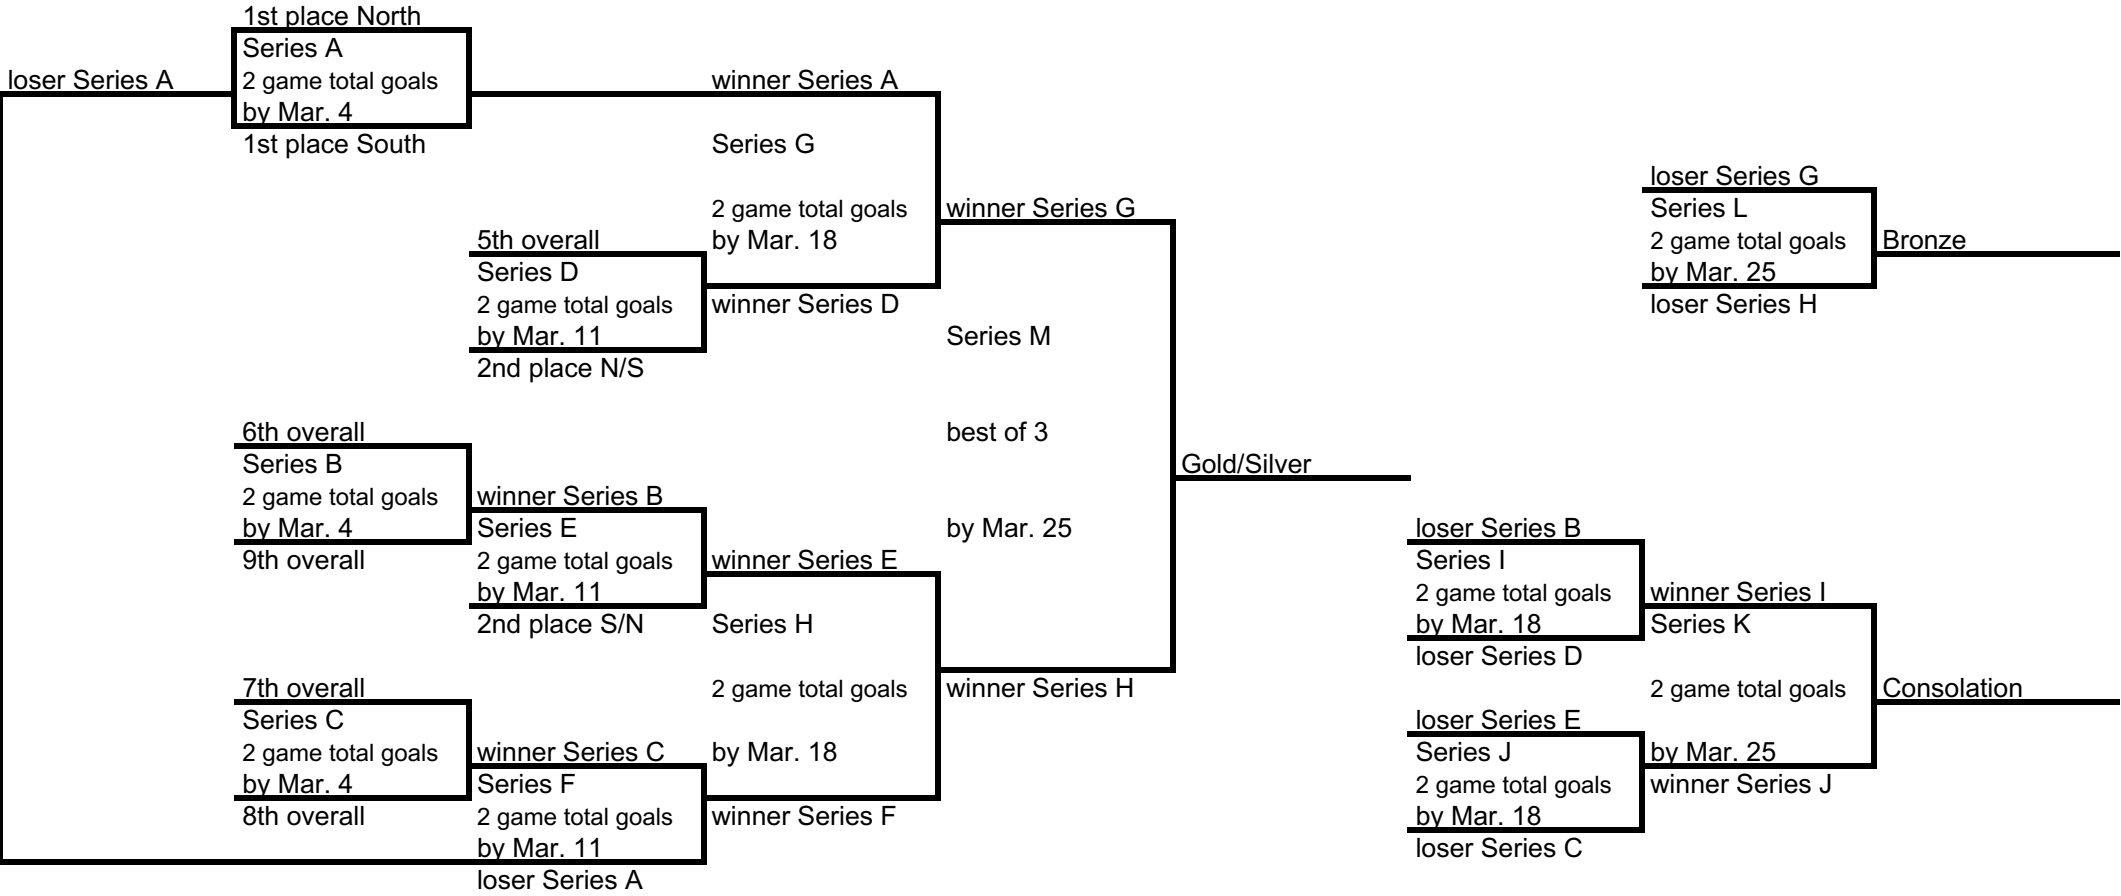 1st place North
Series A
loser Series A
2 game total goals
by Mar. 4
1st place South
winner Series A
Series G
2 game total goals
by Mar. 18
5th overall
Series D
2 game total goals
by Mar. 11
2nd place N/S
winner Series D
winner Series G
Series M
best of 3
by Mar. 25
6th overall
Series B
2 game total goals
by Mar. 4
9th overall
winner Series B
Series E
2 game total goals
by Mar. 11
2nd place S/N
winner Series E
Series H
2 game total goals
by Mar. 18
7th overall
Series C
2 game total goals
by Mar. 4
8th overall
winner Series C
Series F
2 game total goals
by Mar. 11
loser Series A
winner Series F
winner Series H
Gold/Silver
loser Series G
Series L
2 game total goals
by Mar. 25
loser Series H
Bronze
loser Series B
Series I
2 game total goals
by Mar. 18
loser Series D
winner Series I
Series K
2 game total goals
by Mar. 25
winner Series J
loser Series E
Series J
2 game total goals
by Mar. 18
loser Series C
Consolation